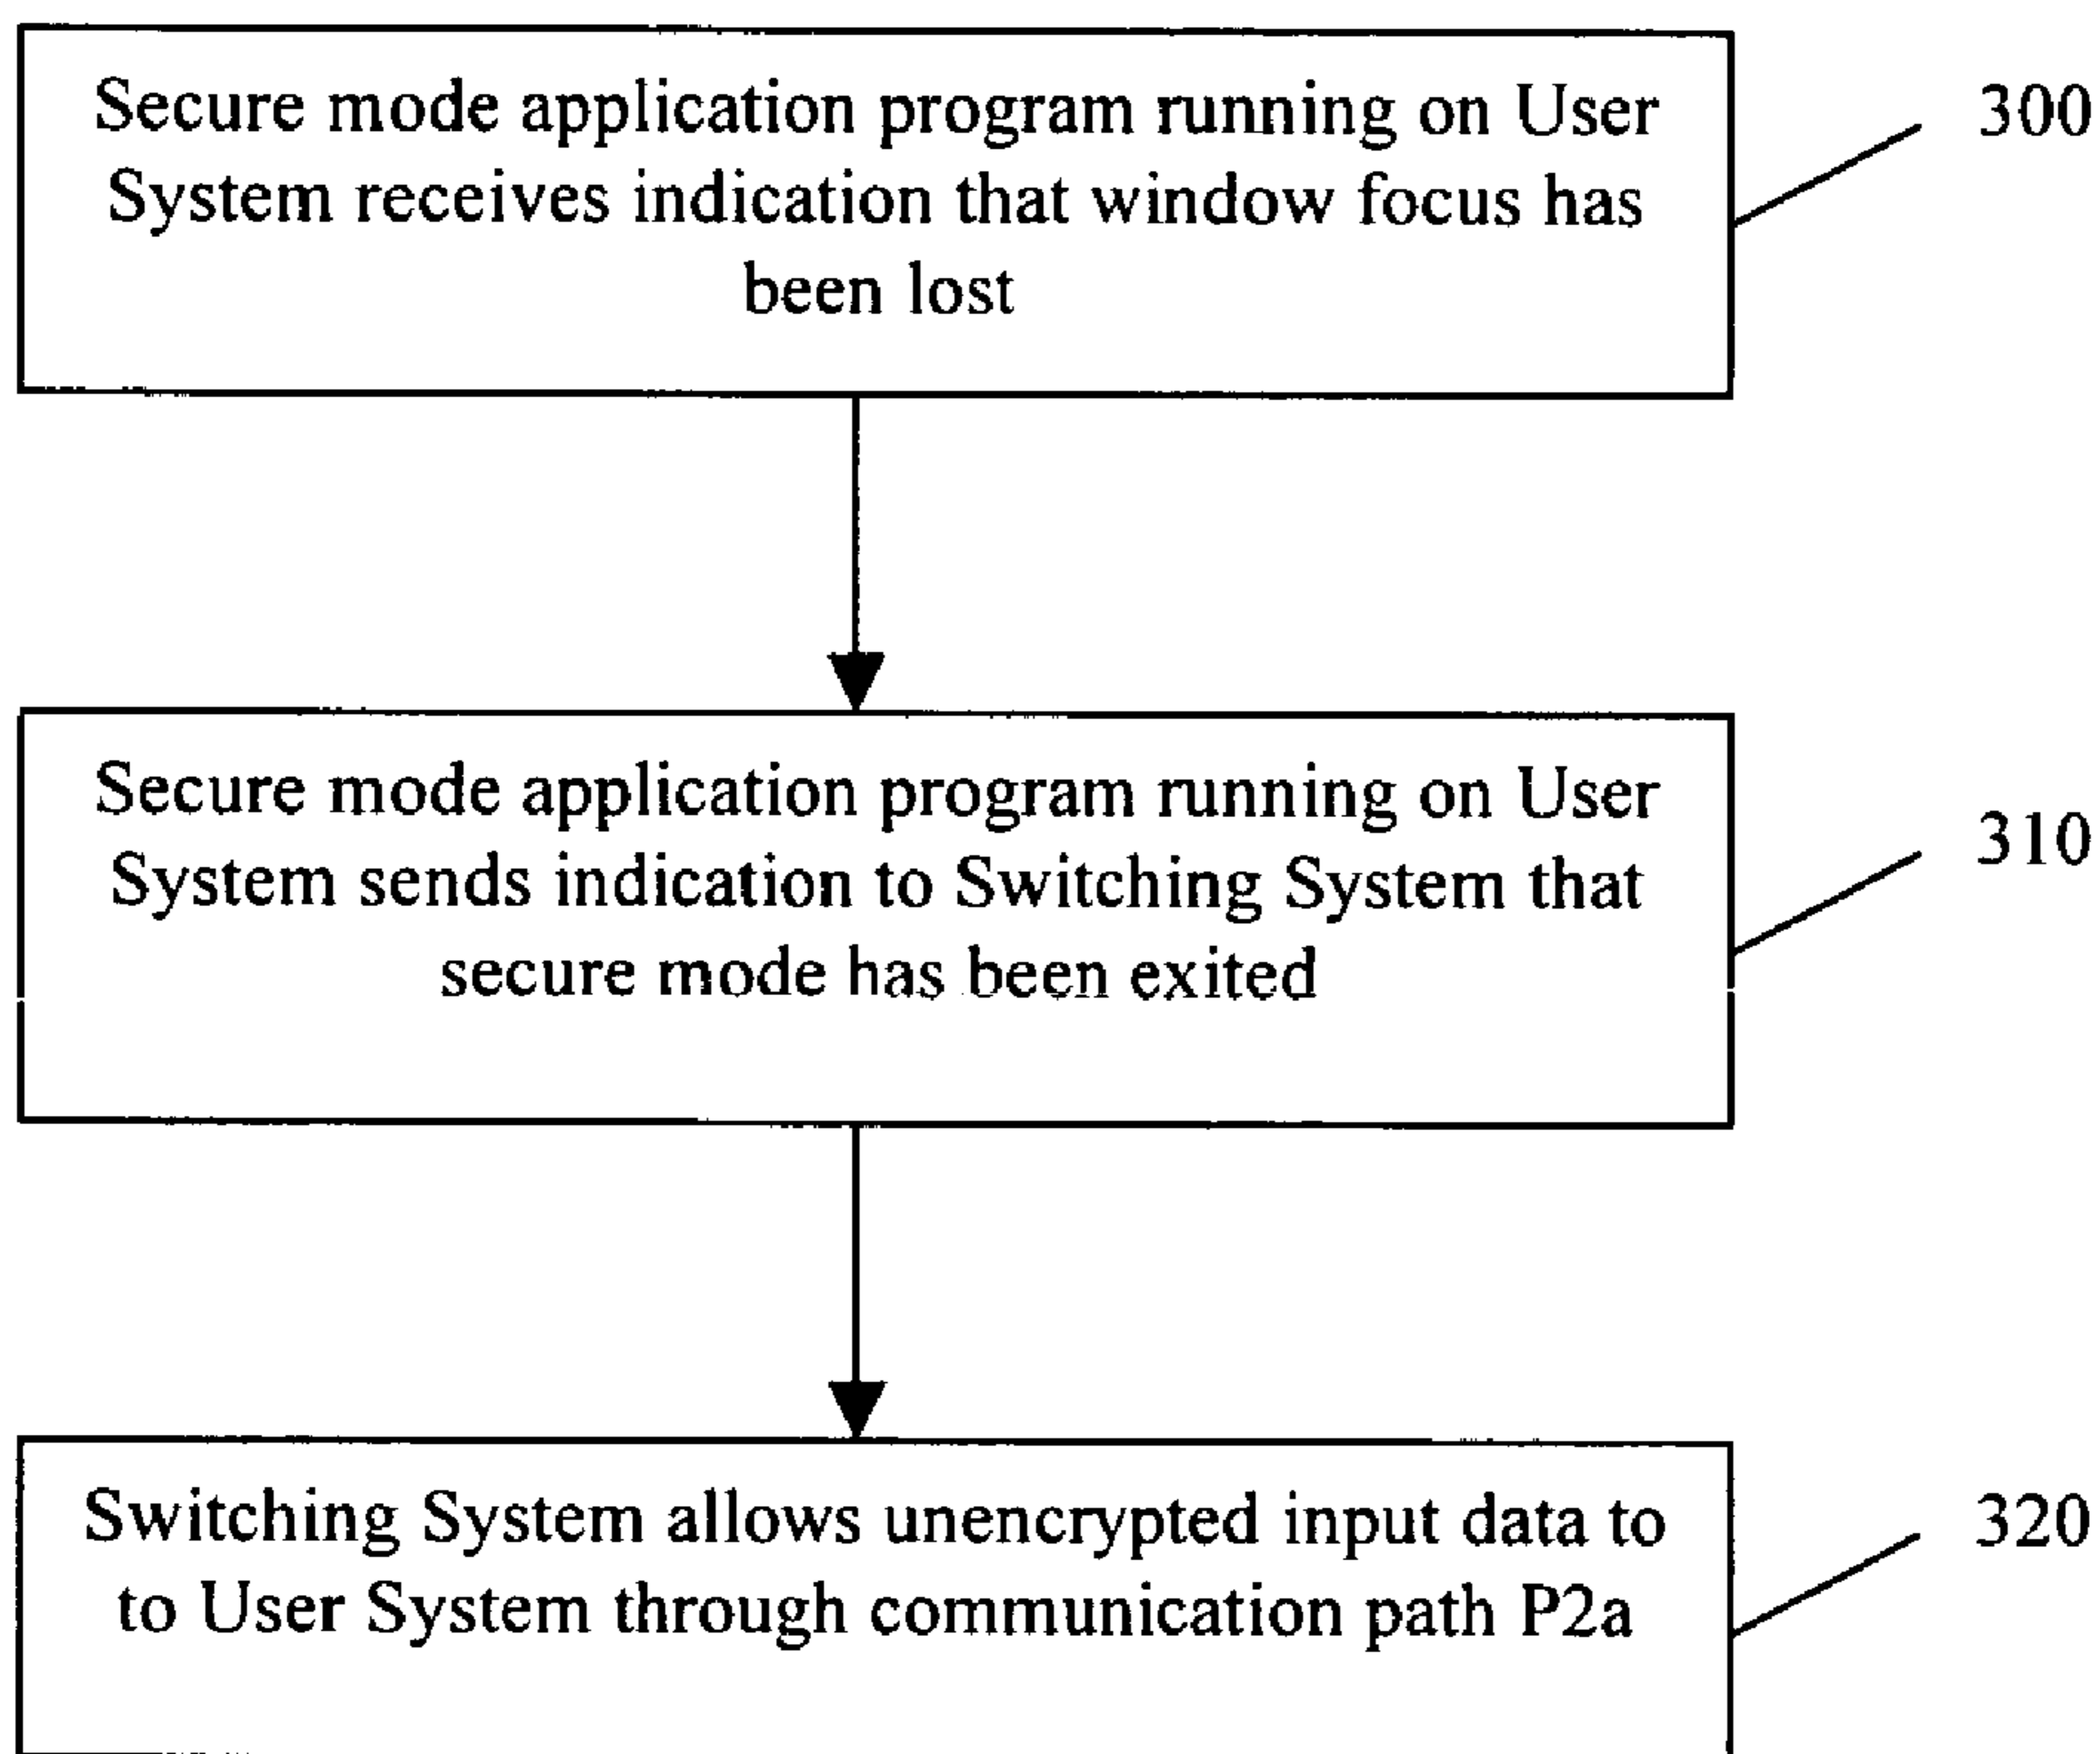 Secure mode application program running on User
System receives indication that window focus has
been lost
300
Secure mode application program running on User
System sends indication to Switching System that
secure mode has been exited
310
Switching System allows unencrypted input data to
to User System through communication path P2a
320